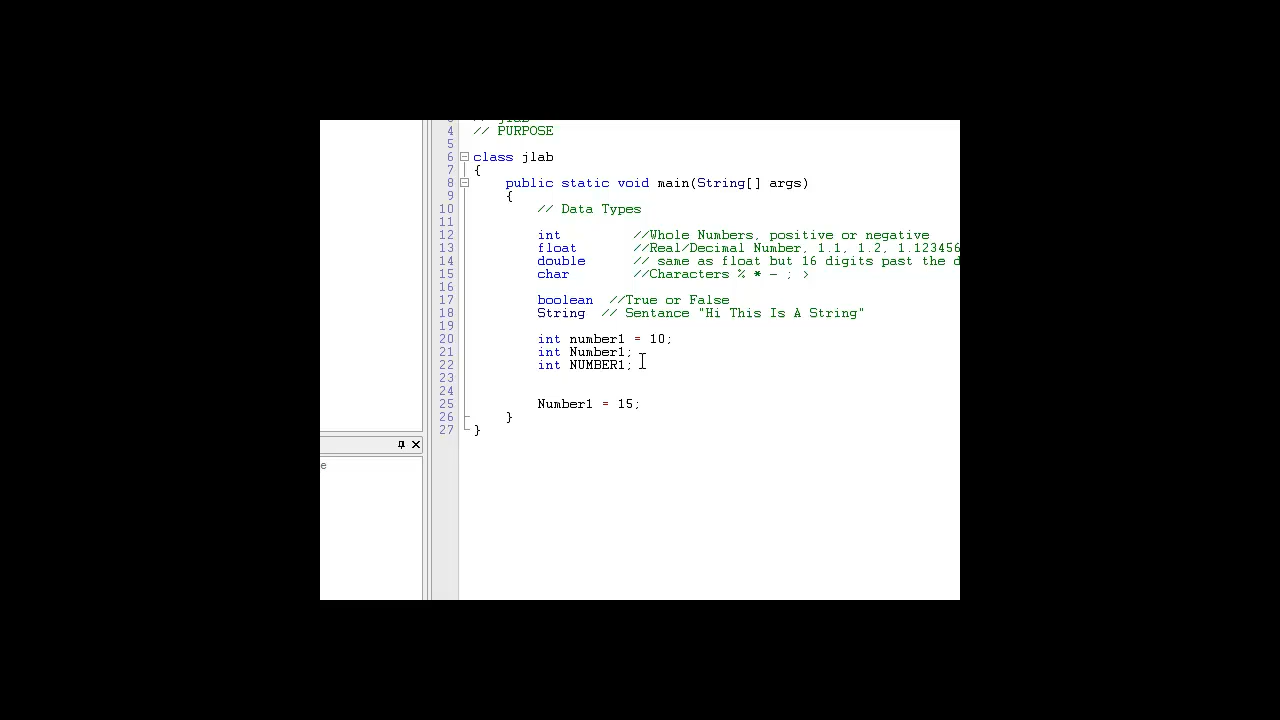 4 // PURPOSE
5
6 class jlab
7 {
8 public static void main(String[] args)
9 {
10 // Data Types
11
12 int //Whole Numbers, positive or negative
13 float //Real/Decimal Number, 1.1, 1.2, 1.123456
14 double // same as float but 16 digits past the d
15 char //Characters % * - ; >
16
17 boolean //True or False
18 String // Sentance "Hi This Is A String"
19
20 int number1 = 10;
21 int Number1;
22 int NUMBER1;
23
24
25 Number1 = 15;
26 }
27 }
e